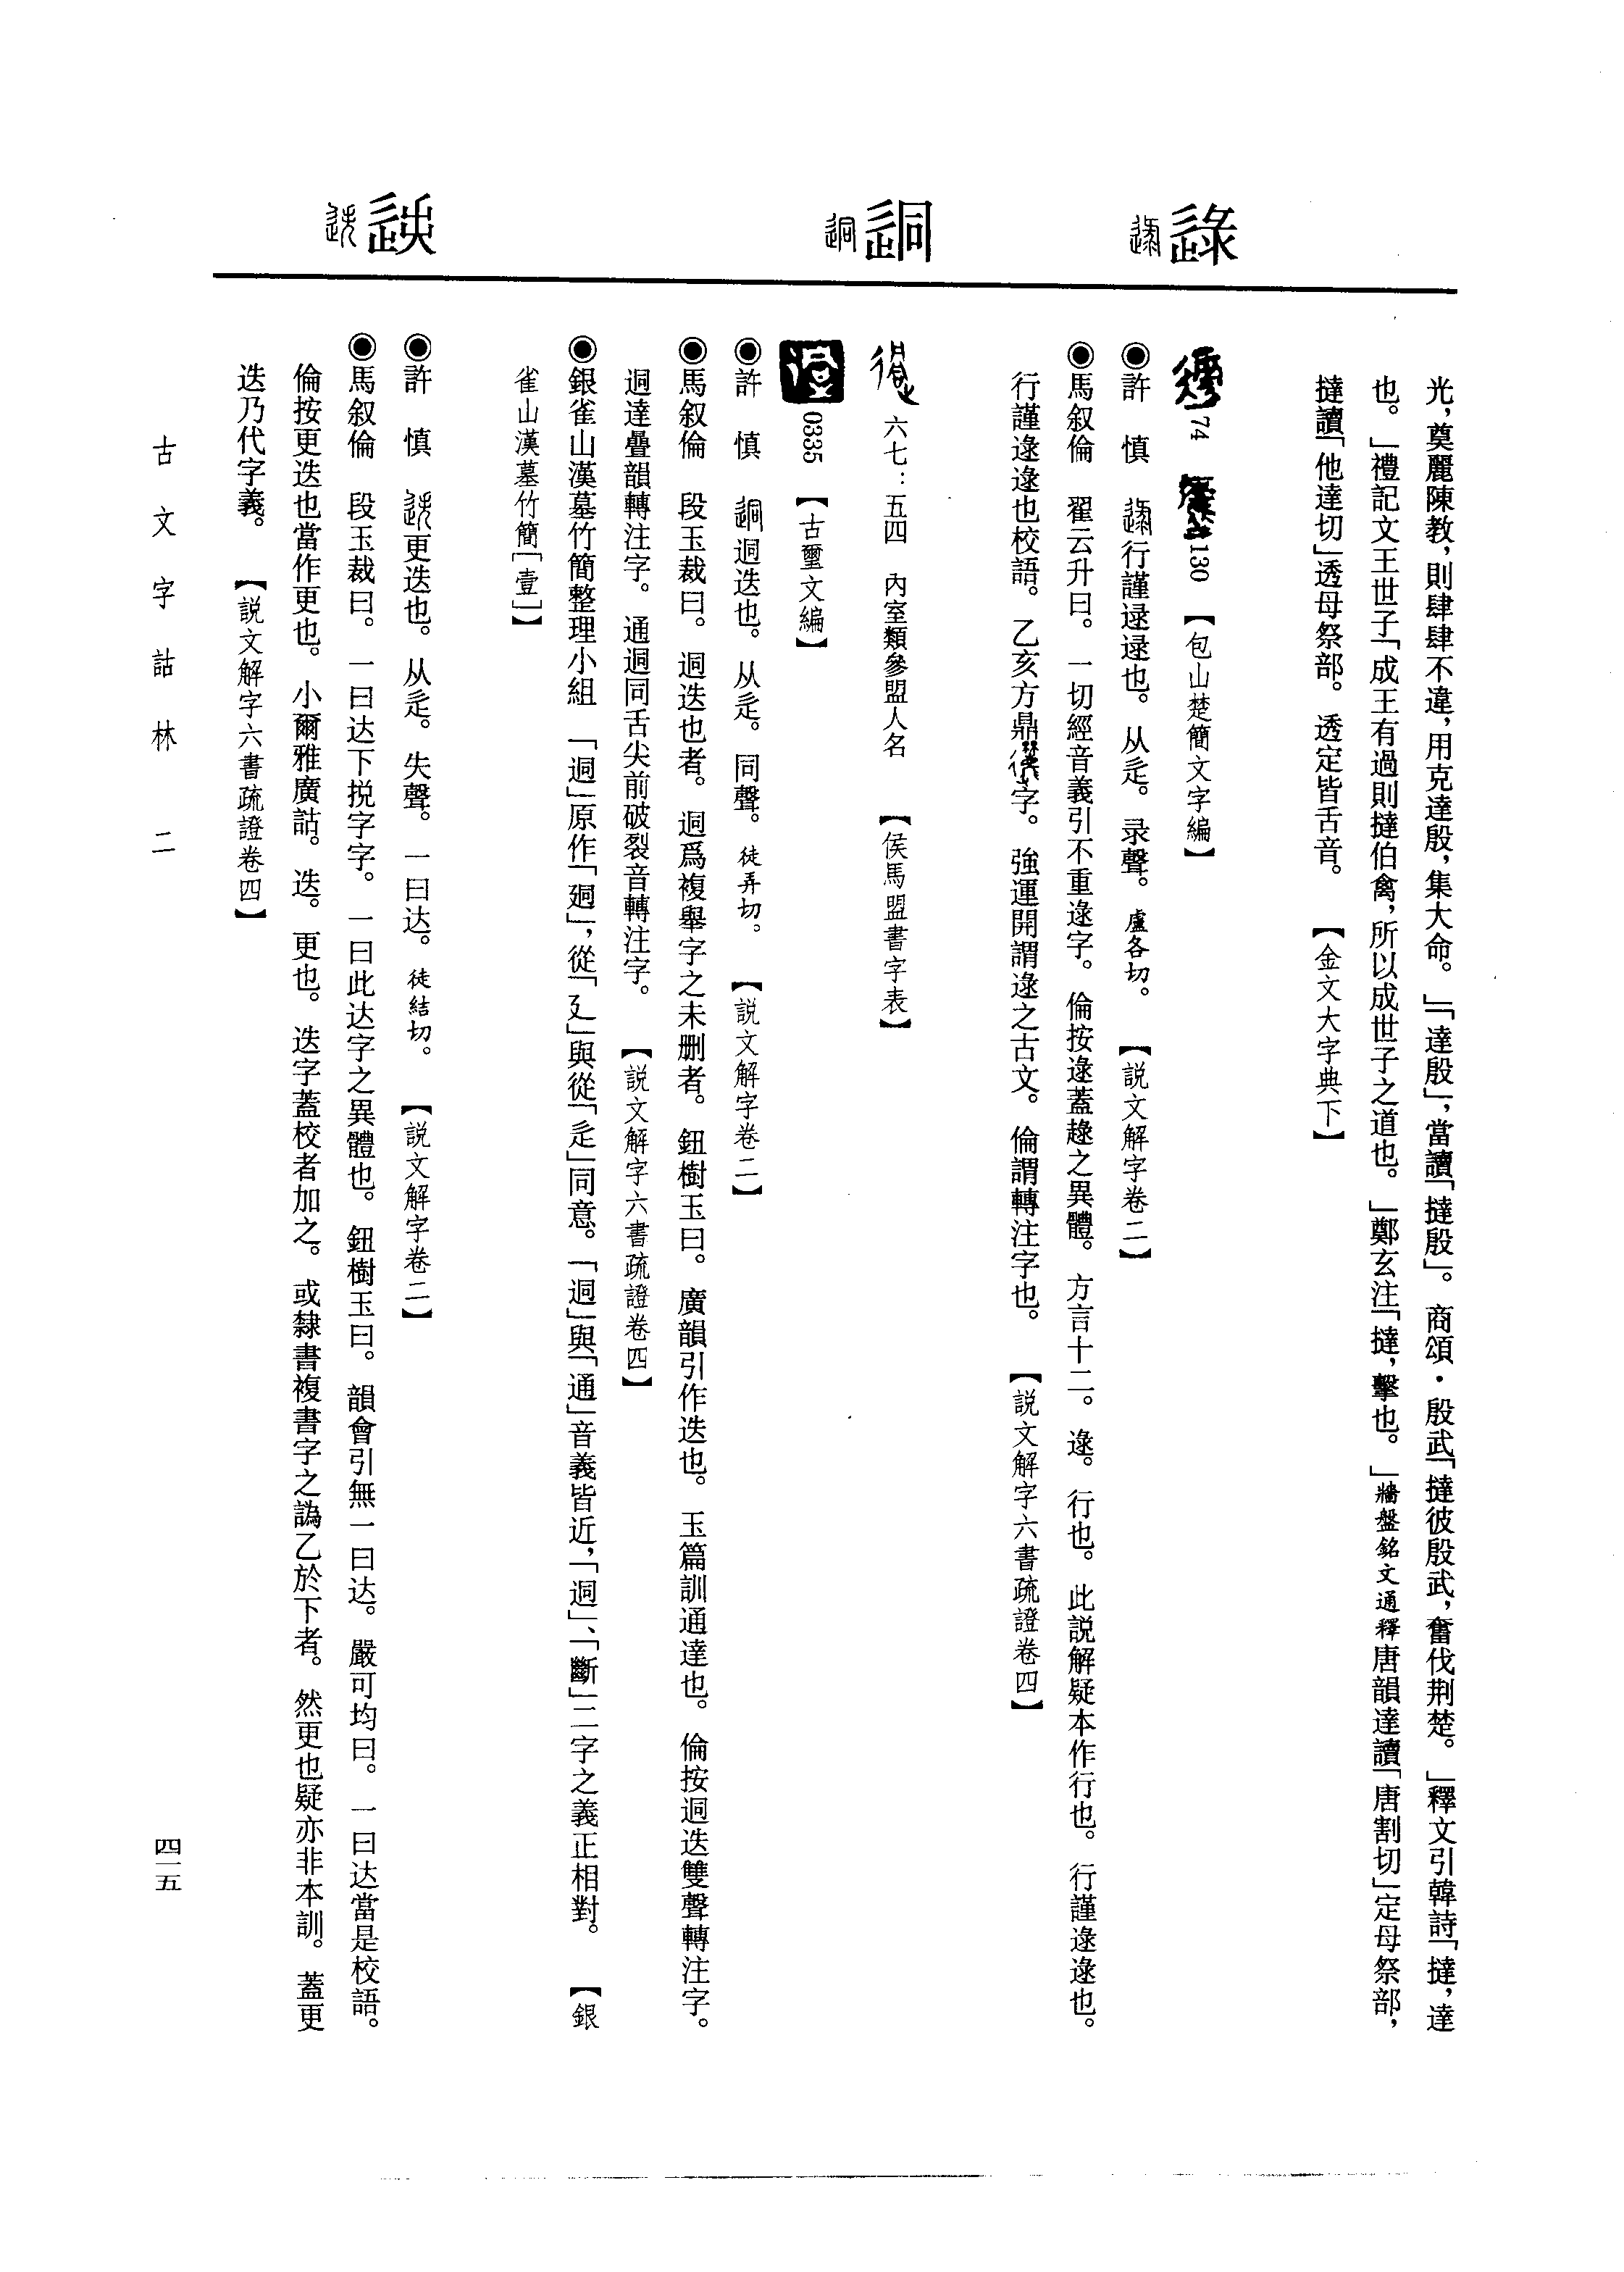 光，奠麗陳教，則肄肄不違，用克達殷，集大命。」「達殷」，當讀「撻殷」。商頌·殷武「撻彼殷武，奮伐荆楚。」釋文引韓詩「撻，達
也。」禮記文王世子「成王有過則撻伯禽，所以成世子之道也。」鄭玄注「撻，擊也。」牆盤銘文通釋唐韻達讀「唐割切」定母祭部，
撻讀「他達切」透母祭部。透定皆舌音。　【金文大字典下】
逯
74　130　【包山楚簡文字編】
◉許　慎　行謹逯逯也。从辵。录聲。盧各切。　【説文解字卷二】
◉馬叙倫　翟云升曰。一切經音義引不重逯字。倫按逯蓋趢之異體。方言十二。逯。行也。此説解疑本作行也。行謹逯逯也。
行謹逯逯也校語。乙亥方鼎字。強運開謂逯之古文。倫謂轉注字也。　【説文解字六書疏證卷四】
迵
六七：五四　內室類參盟人名　【侯馬盟書字表】
0335　【古璽文編】
◉許　慎　迵迭也。从辵。同聲。徒弄切。　【説文解字卷二】
◉馬叙倫　段玉裁曰。迵迭也者。迵爲複舉字之未刪者。鈕樹玉曰。廣韻引作迭也。玉篇訓通達也。倫按迵迭雙聲轉注字。
迵達疊韻轉注字。通迵同舌尖前破裂音轉注字。　【説文解字六書疏證卷四】
◉銀雀山漢墓竹簡整理小組　「迵」原作「𢓘」，從「廴」與從「辵」同意。「迵」與「通」音義皆近，「迵」、「斷」二字之義正相對。　【銀
雀山漢墓竹簡［壹］】
迭
◉許　慎　更迭也。从辵。失聲。一曰达。徒結切。　【説文解字卷二】
◉馬叙倫　段玉裁曰。一曰达下挩字字。一曰此达字之異體也。鈕樹玉曰。韻會引無一曰达。嚴可均曰。一曰达當是校語。
倫按更迭也當作更也。小爾雅廣詁。迭。更也。迭字蓋校者加之。或隸書複書字之譌乙於下者。然更也疑亦非本訓。蓋更
迭乃代字義。　【説文解字六書疏證卷四】
古文字詁林　二
四一五